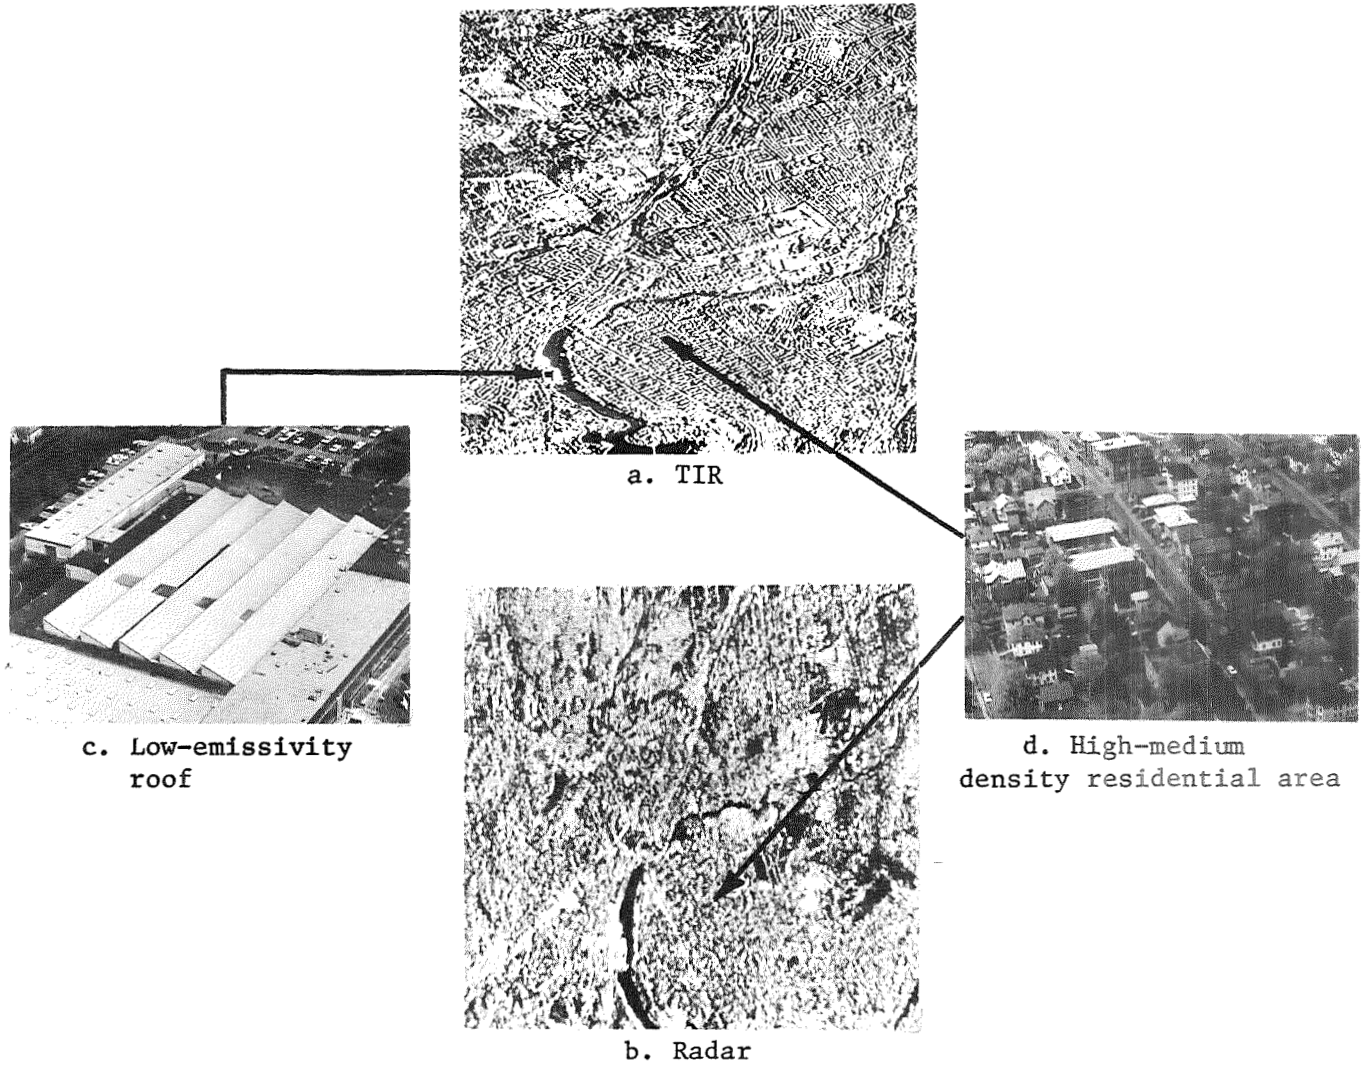 a. TIR
c. Low-emissivity
roof
d. High-medium
density residential area
b. Radar